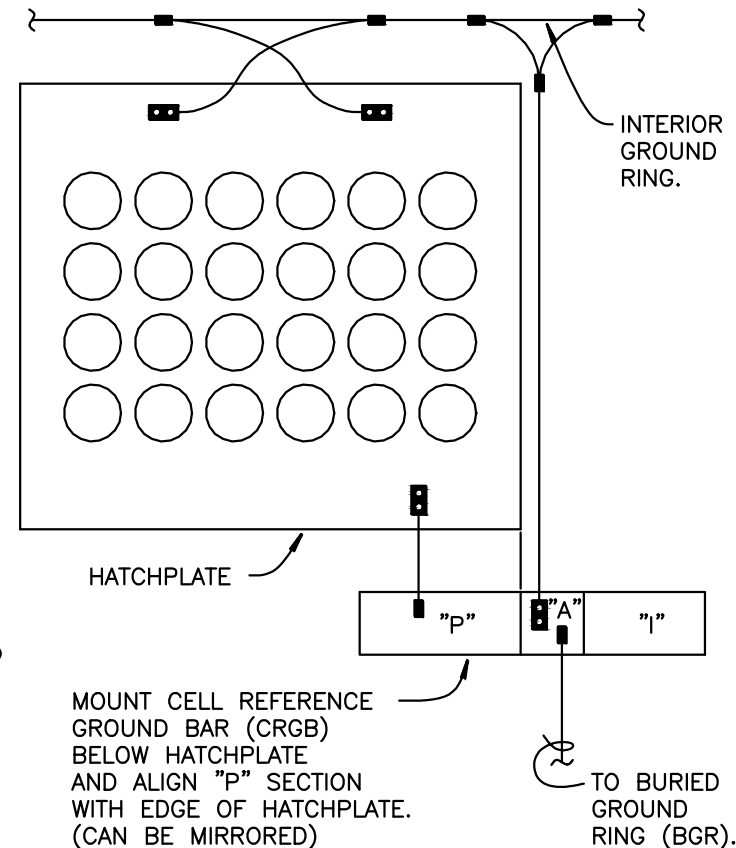 INTERIOR
GROUND
RING.
HATCHPLATE
"P"
"A"
"I"
MOUNT CELL REFERENCE
GROUND BAR (CRGB)
BELOW HATCHPLATE
AND ALIGN "P" SECTION
WITH EDGE OF HATCHPLATE.
(CAN BE MIRRORED)
TO BURIED
GROUND
RING (BGR).